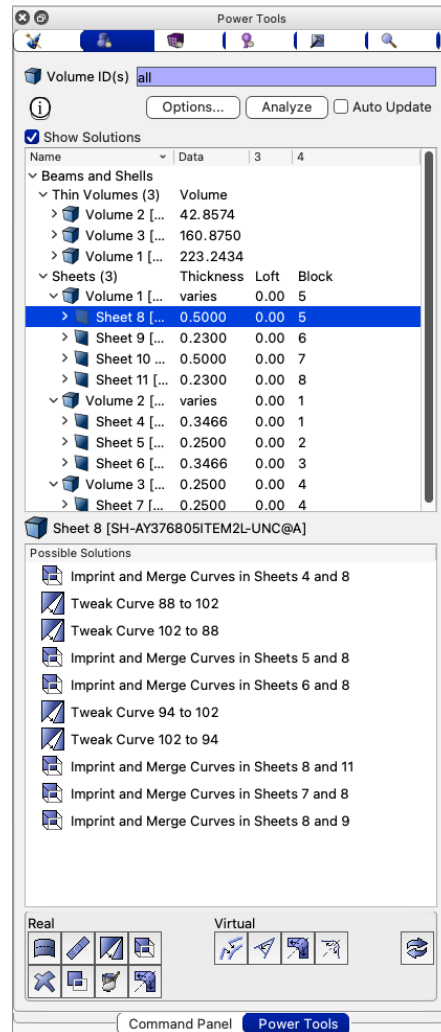 Power Tools
Volume ID(s) all
Options... Analyze Auto Update
Show Solutions
Name Data 3 4
Beams and Shells
Thin Volumes (3) Volume
Volume 2 [... 42.8574
Volume 3 [... 160.8750
Volume 1 [... 223.2434
Sheets (3) Thickness Loft Block
Volume 1 [... varies 0.00 5
Sheet 8 [... 0.5000 0.00 5
Sheet 9 [... 0.2300 0.00 6
Sheet 10 ... 0.5000 0.00 7
Sheet 11 [... 0.2300 0.00 8
Volume 2 [... varies 0.00 1
Sheet 4 [... 0.3466 0.00 1
Sheet 5 [... 0.2500 0.00 2
Sheet 6 [... 0.3466 0.00 3
Volume 3 [... 0.2500 0.00 4
Sheet 7 [... 0.2500 0.00 4
Sheet 8 [SH-AY376805ITEM2L-UNC@A]
Possible Solutions
Imprint and Merge Curves in Sheets 4 and 8
Tweak Curve 88 to 102
Tweak Curve 102 to 88
Imprint and Merge Curves in Sheets 5 and 8
Imprint and Merge Curves in Sheets 6 and 8
Tweak Curve 94 to 102
Tweak Curve 102 to 94
Imprint and Merge Curves in Sheets 8 and 11
Imprint and Merge Curves in Sheets 7 and 8
Imprint and Merge Curves in Sheets 8 and 9
Real Virtual
Command Panel Power Tools